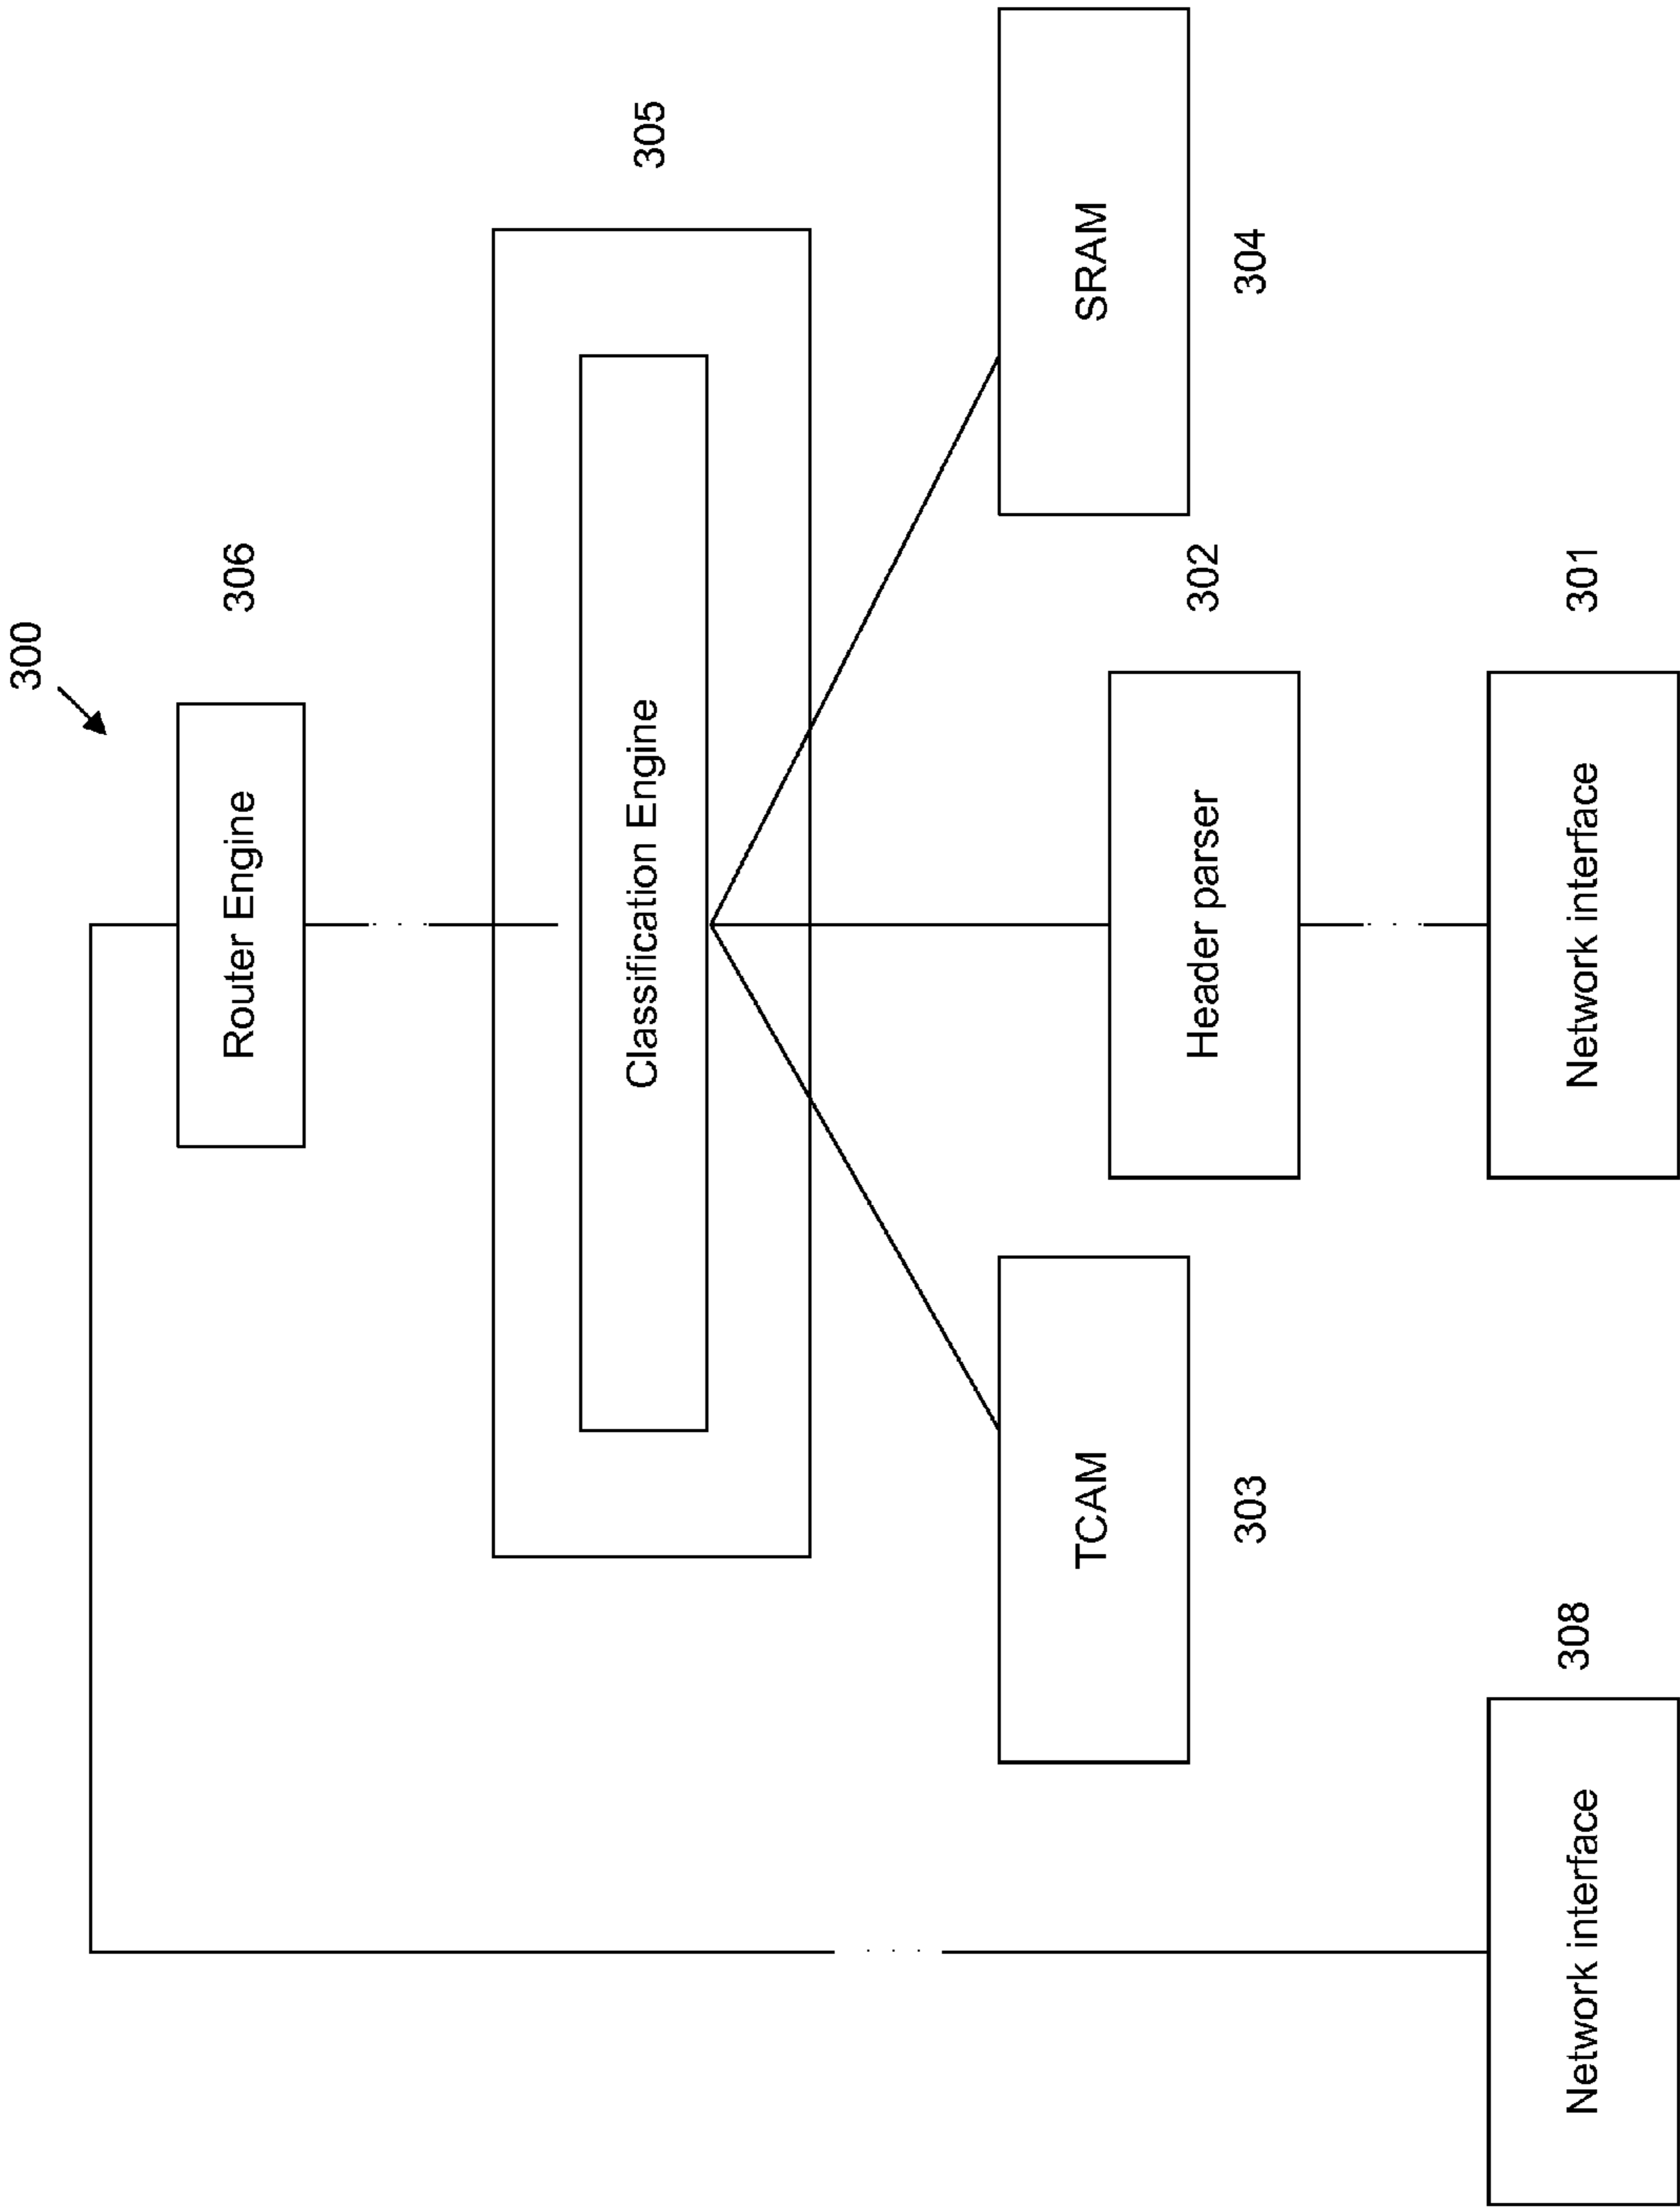 300
Router Engine
306
305
Classification Engine
TCAM
303
SRAM
304
Header parser
302
Network interface
308
Network interface
301